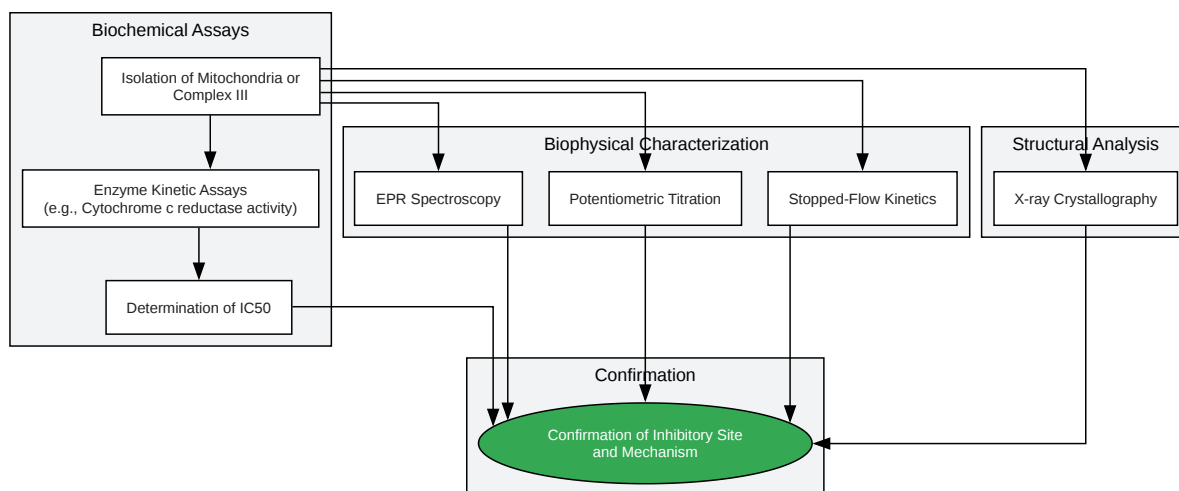 Biochemical Assays
Isolation of Mitochondria or
Complex III
Enzyme Kinetic Assays
(e.g., Cytochrome c reductase activity)
Determination of IC50
Biophysical Characterization
EPR Spectroscopy
Potentiometric Titration
Stopped-Flow Kinetics
Structural Analysis
X-ray Crystallography
Confirmation
Confirmation of Inhibitory Site
and Mechanism